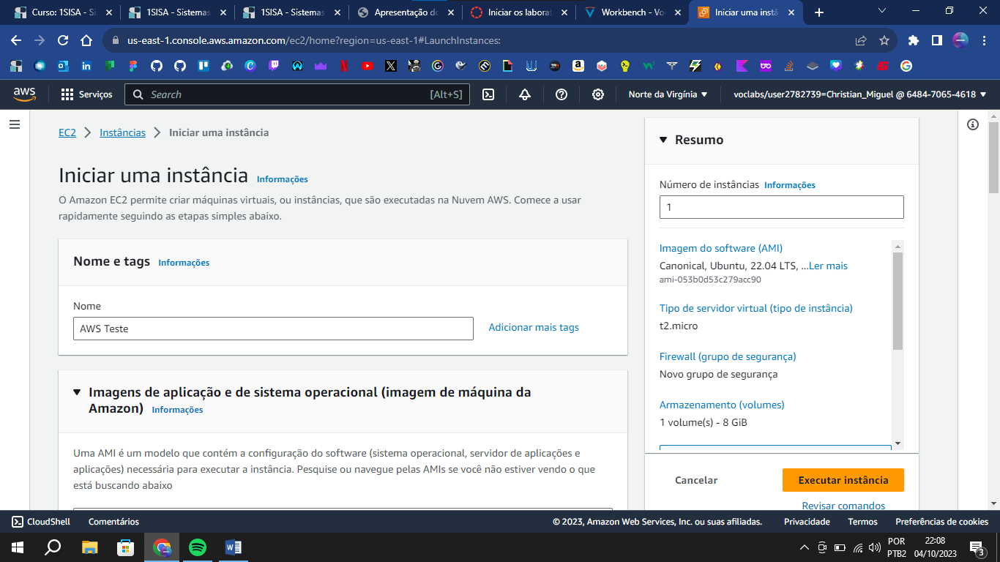 Curso: 1SISA - Si
1SISA - Sistemas
1SISA - Sistemas
Apresentação do
Iniciar os laborat
Workbench - Vo
Iniciar uma instâ
us-east-1.console.aws.amazon.com/ec2/home?region=us-east-1#LaunchInstances:
aws
Serviços
Search
[Alt+S]
Norte da Virgínia
voclabs/user2782739=Christian_Miguel @ 6484-7065-4618
EC2
Instâncias
Iniciar uma instância
Iniciar uma instância Informações
O Amazon EC2 permite criar máquinas virtuais, ou instâncias, que são executadas na Nuvem AWS. Comece a usar
rapidamente seguindo as etapas simples abaixo.
Nome e tags Informações
Nome
AWS Teste
Adicionar mais tags
Imagens de aplicação e de sistema operacional (imagem de máquina da
Amazon) Informações
Uma AMI é um modelo que contém a configuração do software (sistema operacional, servidor de aplicações e
aplicações) necessária para executar a instância. Pesquise ou navegue pelas AMIs se você não estiver vendo o que
está buscando abaixo
Resumo
Número de instâncias Informações
1
Imagem do software (AMI)
Canonical, Ubuntu, 22.04 LTS, ...Ler mais
ami-053b0d53c279acc90
Tipo de servidor virtual (tipo de instância)
t2.micro
Firewall (grupo de segurança)
Novo grupo de segurança
Armazenamento (volumes)
1 volume(s) - 8 GiB
Cancelar
Executar instância
Revisar comandos
CloudShell
Comentários
© 2023, Amazon Web Services, Inc. ou suas afiliadas.
Privacidade
Termos
Preferências de cookies
POR
PTB2
22:08
04/10/2023
3